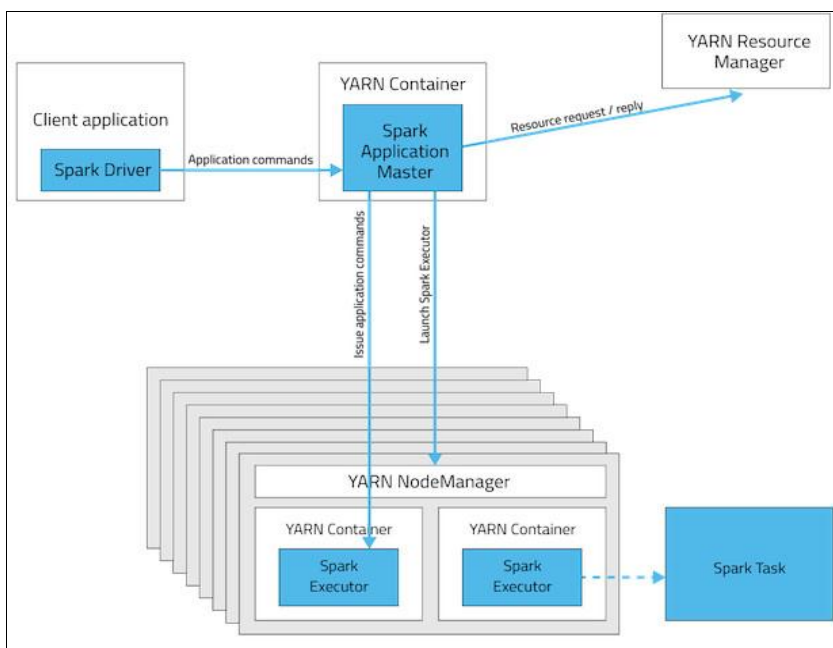 YARN Resource
Manager
YARN Container
Client application
Spark
Application
Master
Spark Driver
Application commands
Resource request / reply
Issue application commands
Launch Spark Executor
YARN NodeManager
YARN Container
YARN Container
Spark
Executor
Spark
Executor
Spark Task